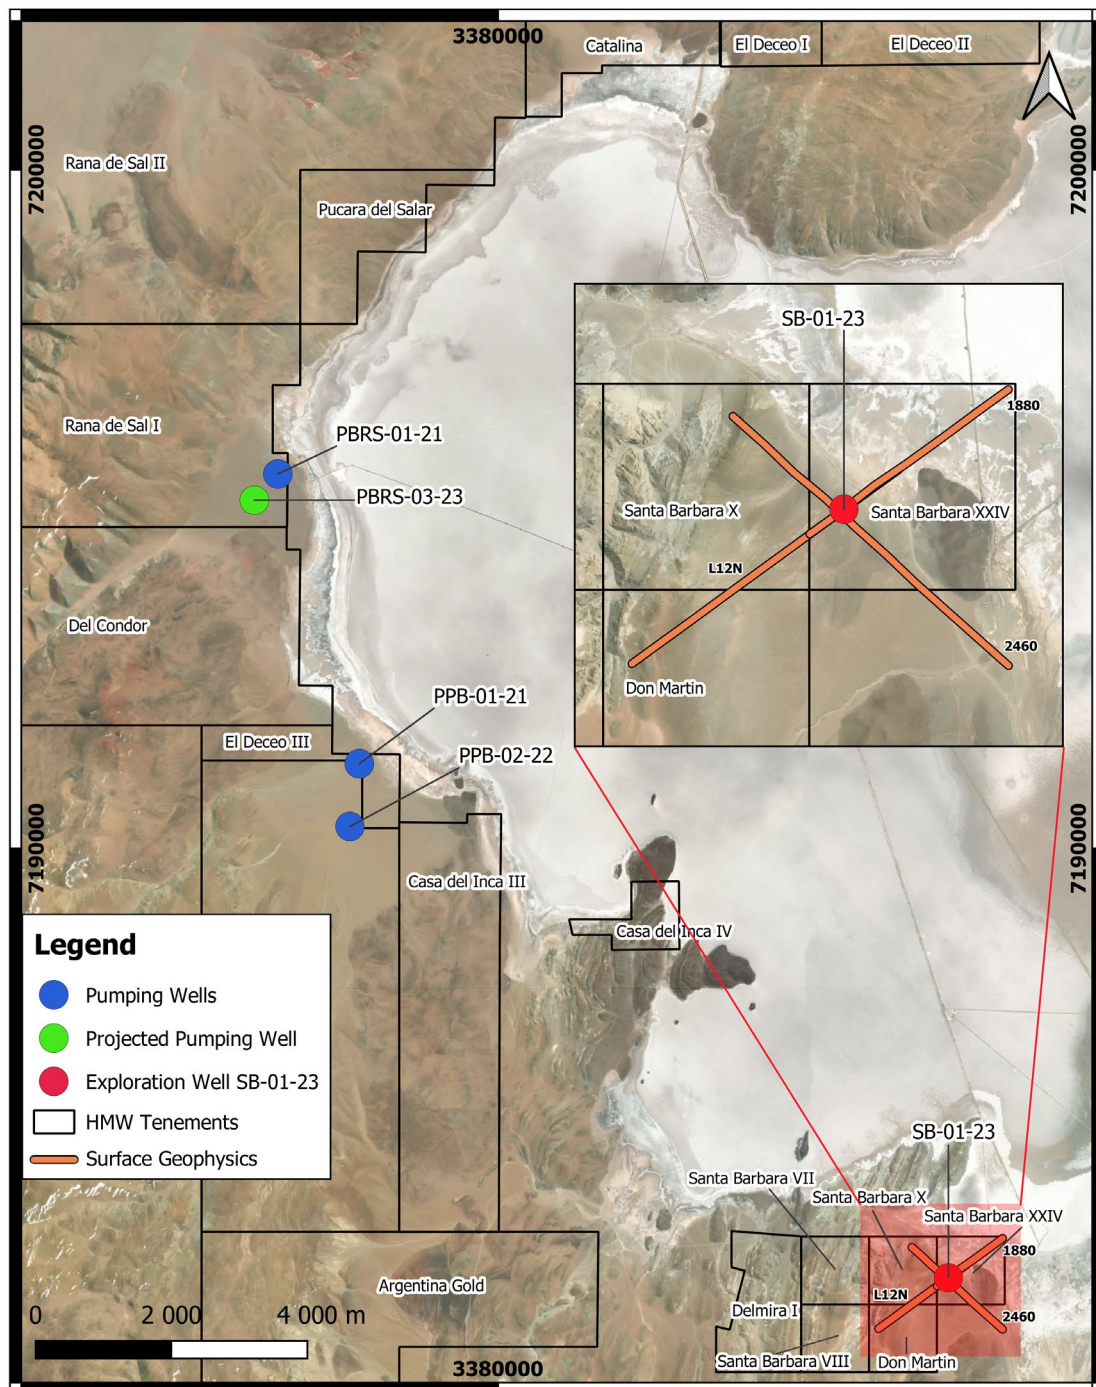 3380000
Catalina
El Deceo I
El Deceo II
7200000
7200000
Rana de Sal II
Pucara del Salar
SB-01-23
1880
Rana de Sal I
PBRS-01-21
PBRS-03-23
Santa Barbara X
Santa Barbara XXIV
L12N
Del Condor
2460
Don Martin
PPB-01-21
El Deceo III
PPB-02-22
7190000
7190000
Casa del Inca III
Casa del Inca IV
Legend
Pumping Wells
Projected Pumping Well
Exploration Well SB-01-23
HMW Tenements
Surface Geophysics
SB-01-23
Santa Barbara VII
Santa Barbara X
Santa Barbara XXIV
1880
Argentina Gold
L12N
Delmira I
2460
0 2 000 4 000 m
Santa Barbara VIII
Don Martin
3380000